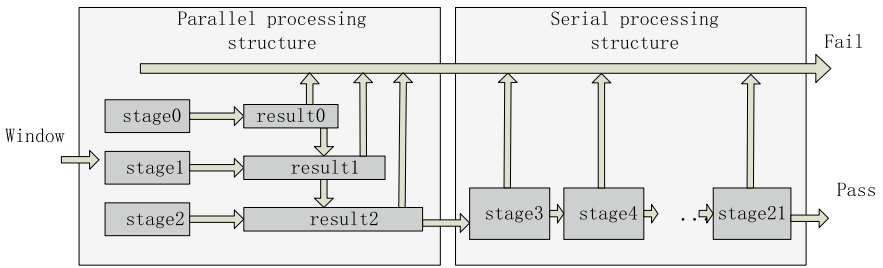 Parallel processing
structure
Serial processing
structure
Fail
stage0
result0
Window
stage1
result1
stage2
result2
stage3
stage4
...
stage21
Pass